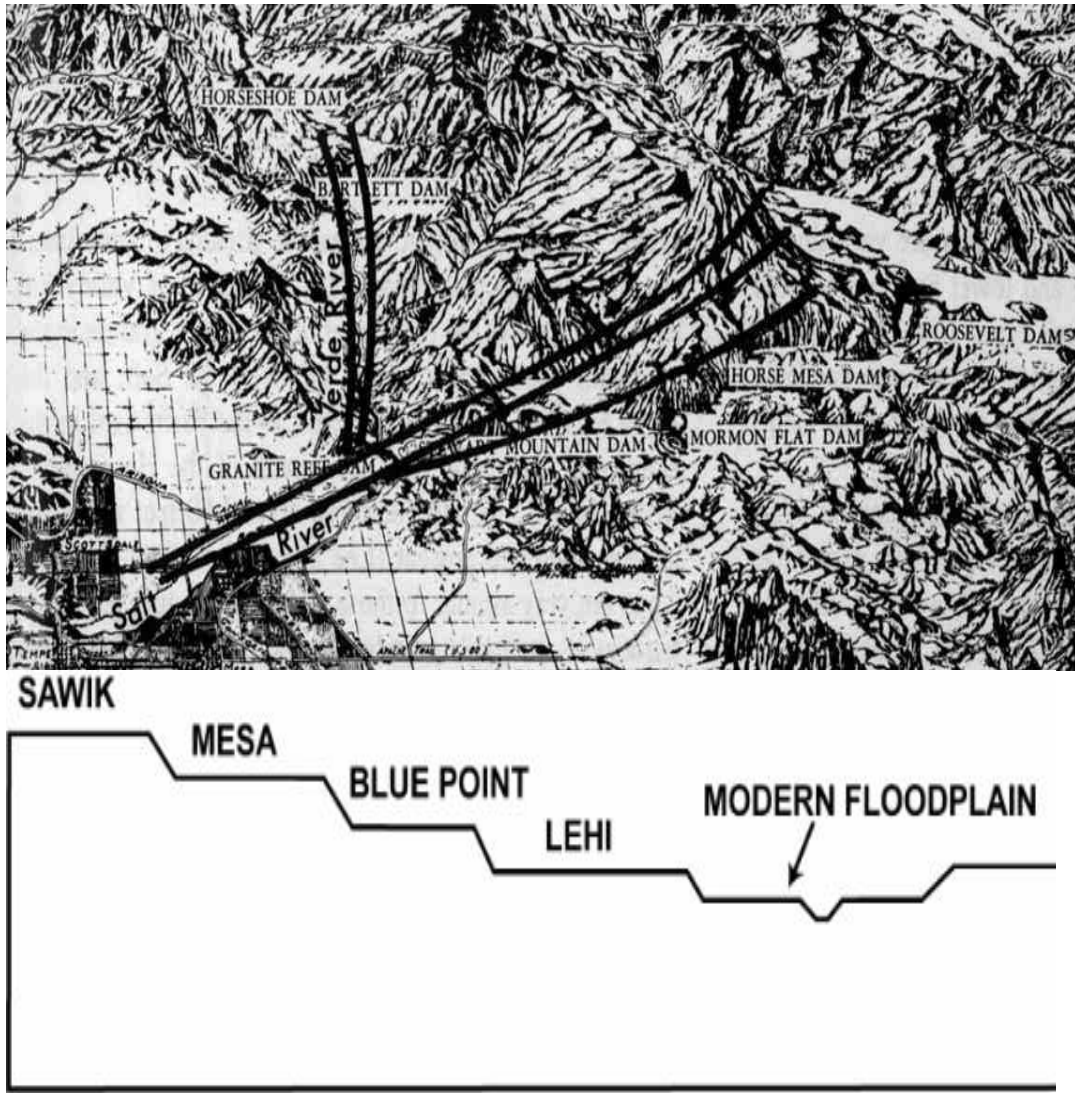 HORSESHOE DAM
BARTLETT DAM
Verde River
ROOSEVELT DAM
HORSE MESA DAM
MORMON FLAT DAM
MOUNTAIN DAM
GRANITE REEF DAM
River
SCOTTSDALE
Salt
TEMPE
SAWIK
MESA
BLUE POINT
MODERN FLOODPLAIN
LEHI